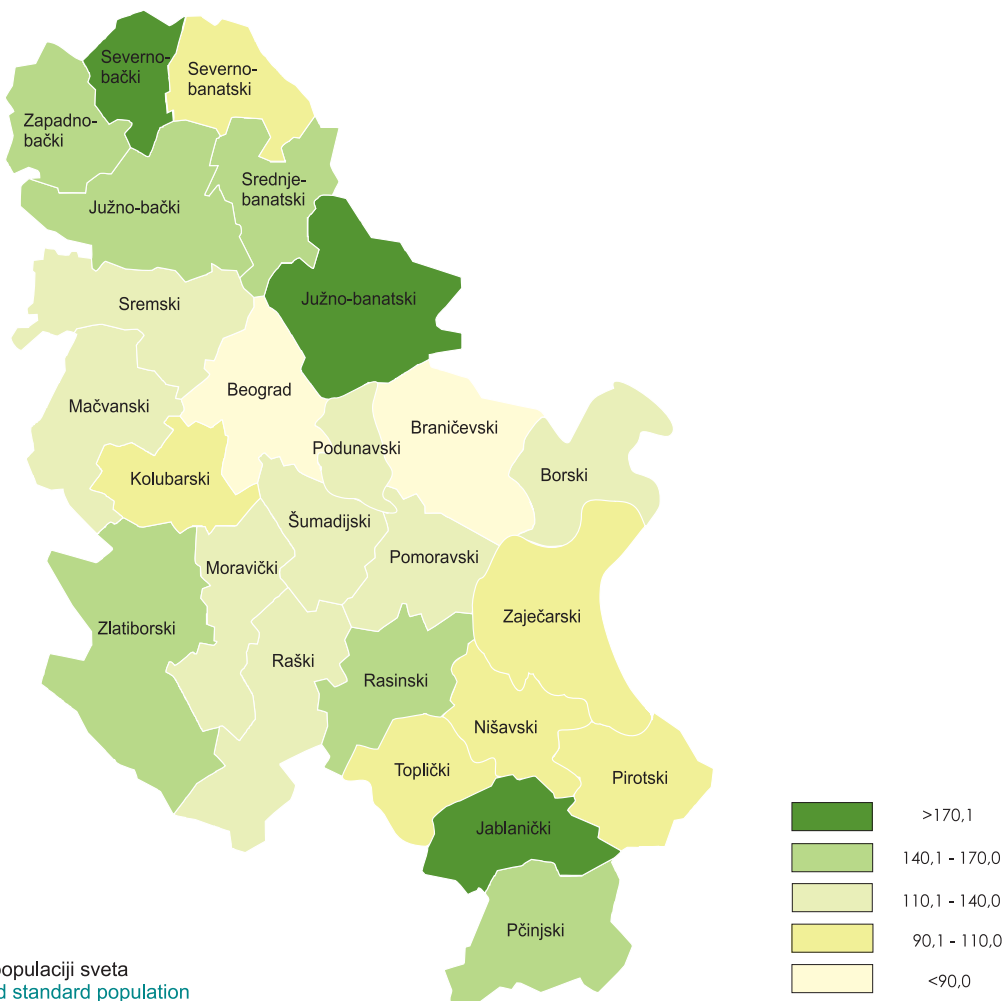 Severno-
bački
Severno-
banatski
Zapadno-
bački
Južno-bački
Srednje-
banatski
Južno-banatski
Sremski
Beograd
Mačvanski
Braničevski
Podunavski
Borski
Kolubarski
Šumadijski
Moravički
Pomoravski
Zaječarski
Zlatiborski
Raški
Rasinski
Nišavski
Toplički
Pirotski
Jablanički
Pčinjski
>170,1
140,1 - 170,0
110,1 - 140,0
90,1 - 110,0
<90,0
populaciji sveta
d standard population